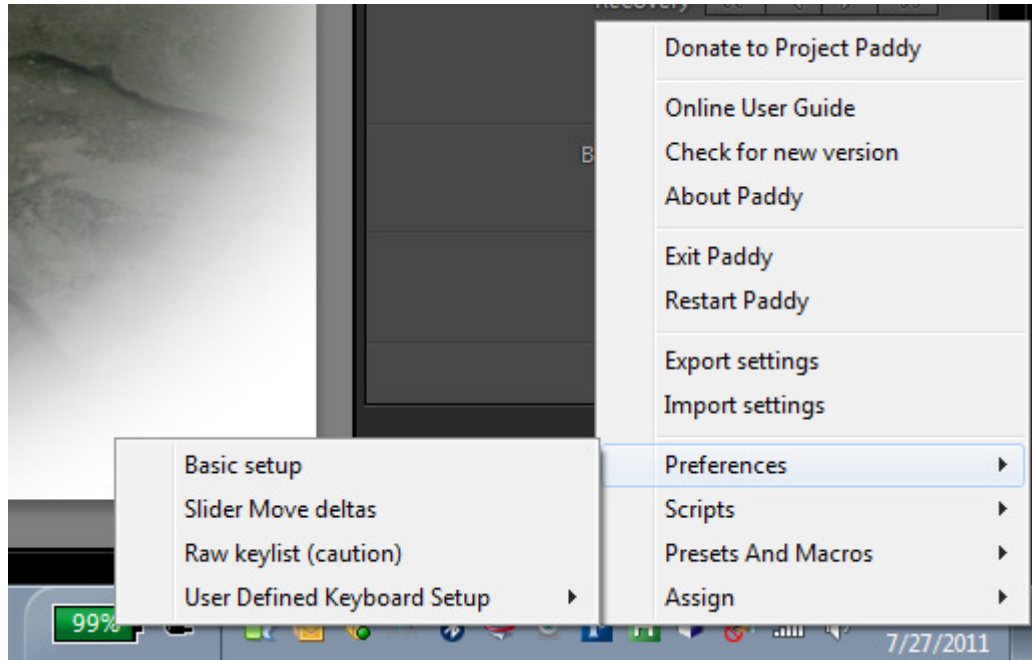 Recovery
Donate to Project Paddy
Online User Guide
Check for new version
About Paddy
Exit Paddy
Restart Paddy
Export settings
Import settings
Preferences
Scripts
Presets And Macros
Assign
Basic setup
Slider Move deltas
Raw keylist (caution)
User Defined Keyboard Setup
99%
7/27/2011